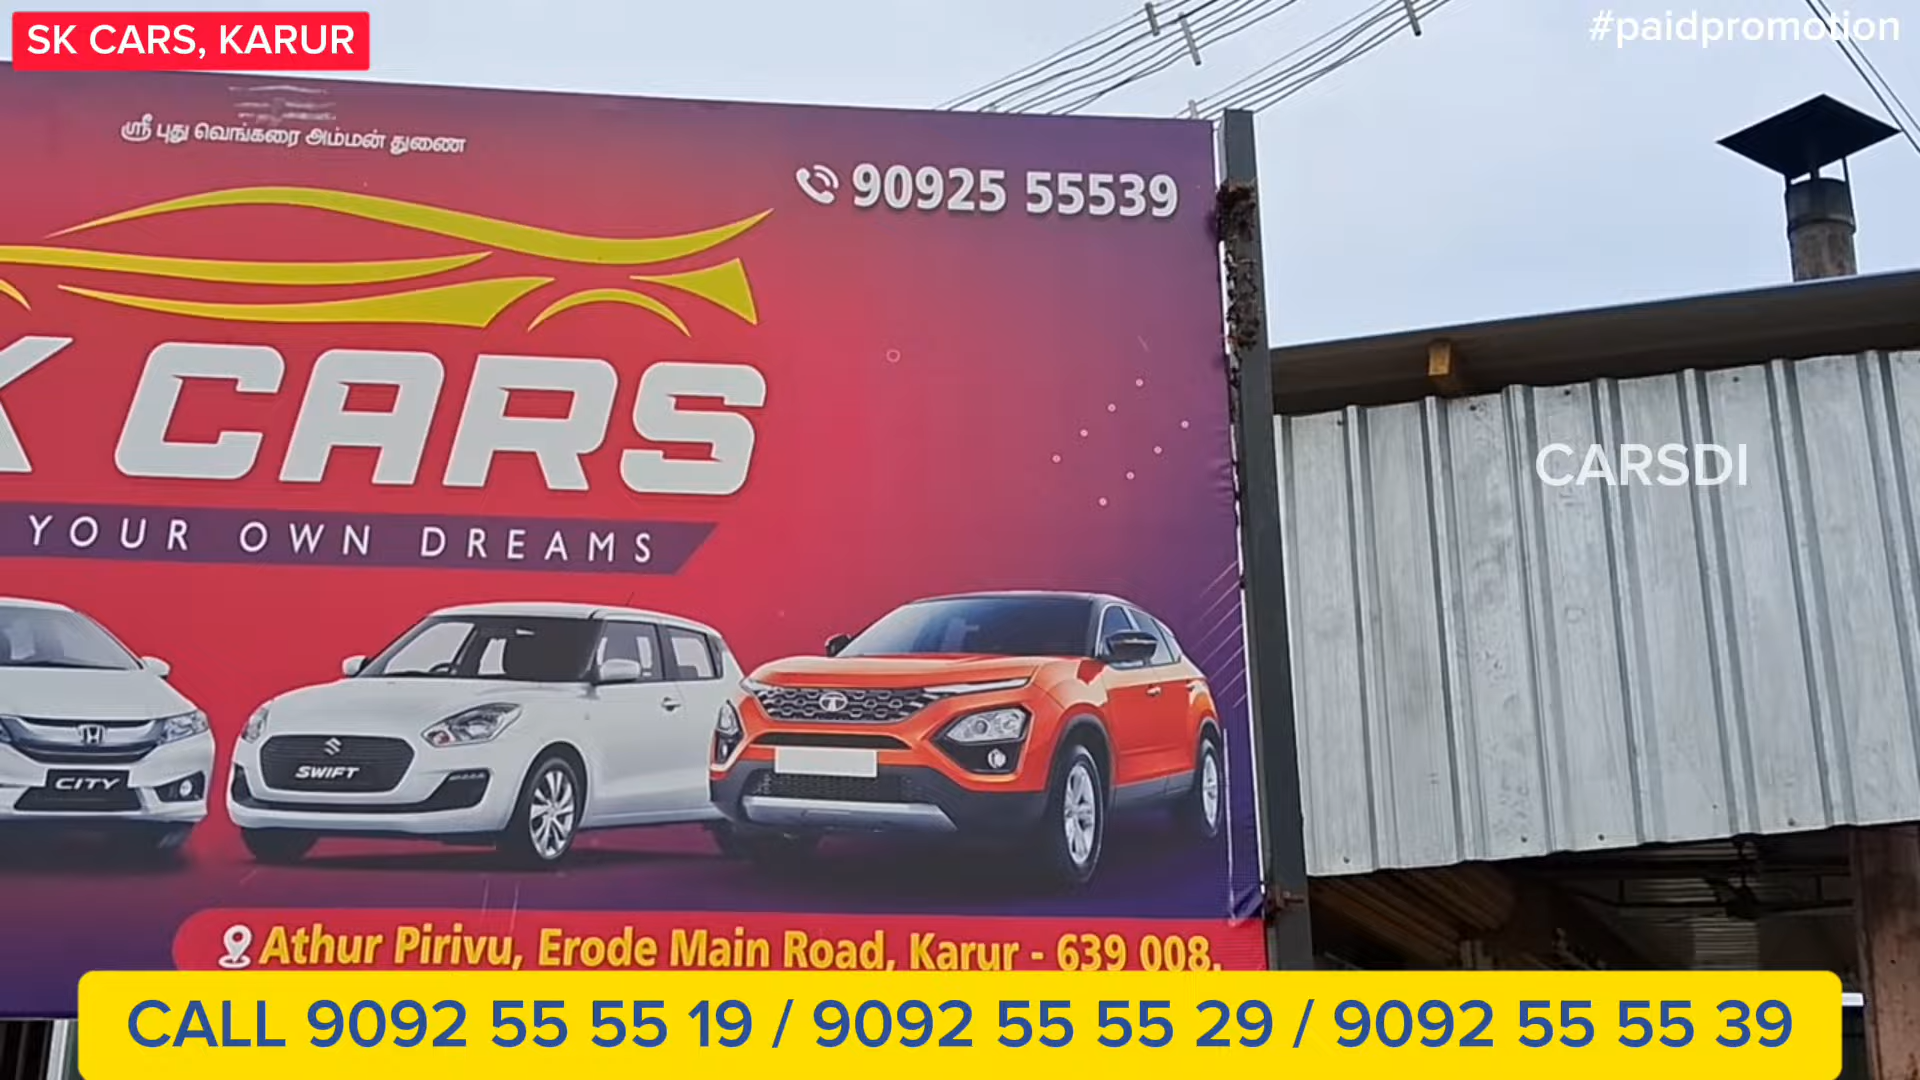 SK CARS, KARUR
#paidpromotion
ஸ்ரீ புது வெங்கரை அம்மன் துணை
90925 55539
K CARS
YOUR OWN DREAMS
CARSDI
CITY
SWIFT
Athur Pirivu, Erode Main Road, Karur - 639 008.
CALL 9092 55 55 19 / 9092 55 55 29 / 9092 55 55 39